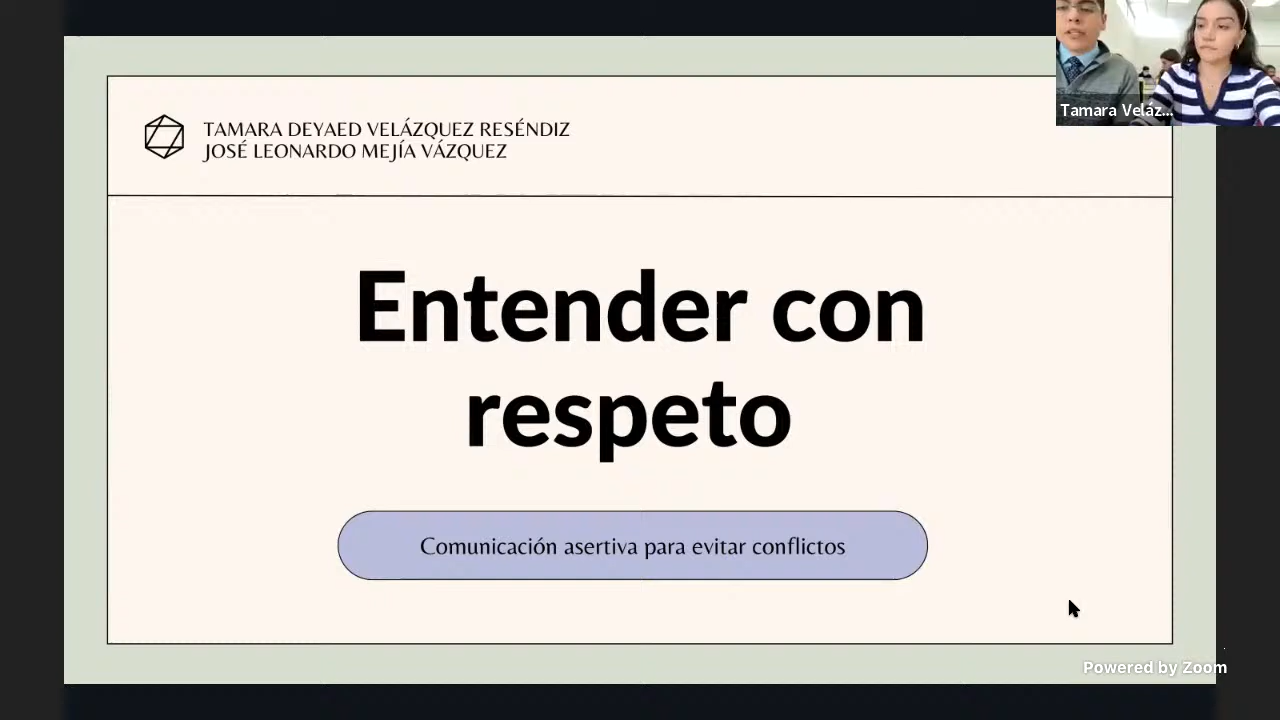 TAMARA DEYAED VELÁZQUEZ RESÉNDIZ
JOSÉ LEONARDO MEJÍA VÁZQUEZ
Tamara Veláz...
Entender con
respeto
Comunicación asertiva para evitar conflictos
Powered by Zoom